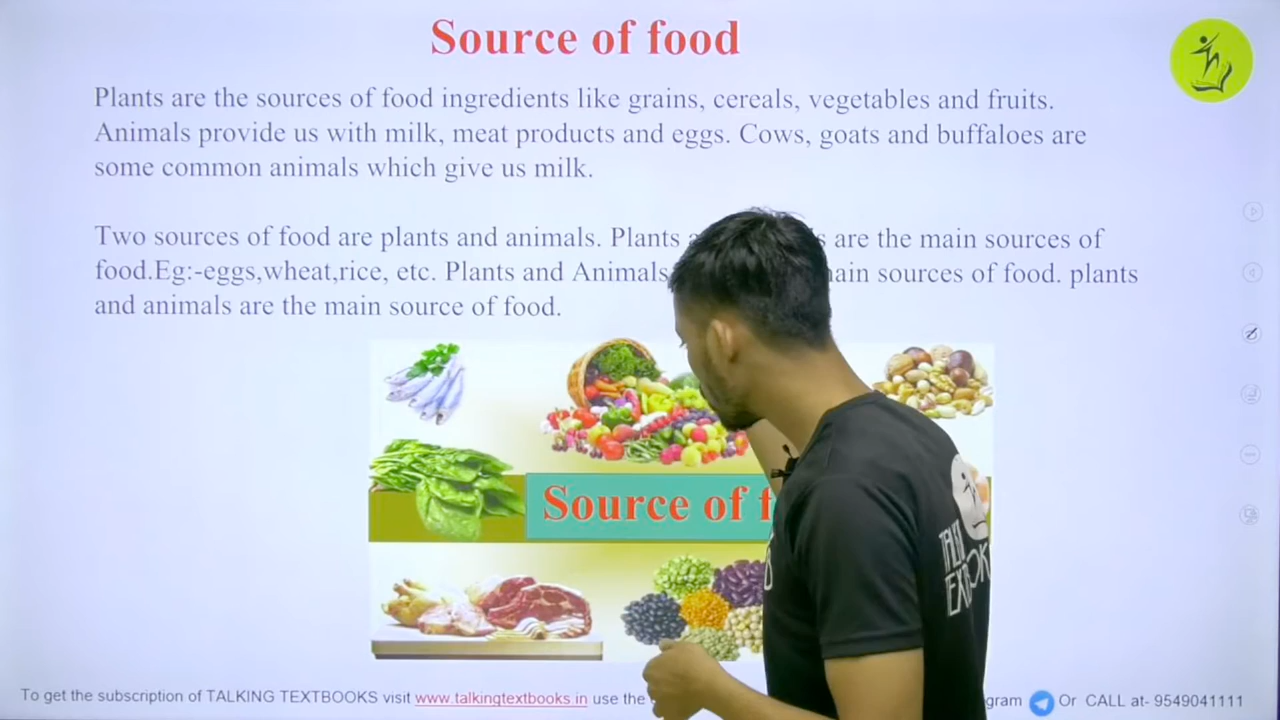 Source of food
Plants are the sources of food ingredients like grains, cereals, vegetables and fruits.
Animals provide us with milk, meat products and eggs. Cows, goats and buffaloes are
some common animals which give us milk.
Two sources of food are plants and animals. Plants are the main sources of
food.Eg:-eggs,wheat,rice, etc. Plants and Animals sources of food. plants
and animals are the main source of food.
Source of
To get the subscription of TALKING TEXTBOOKS visit www.talkingtextbooks.in use the Or CALL at- 9549041111